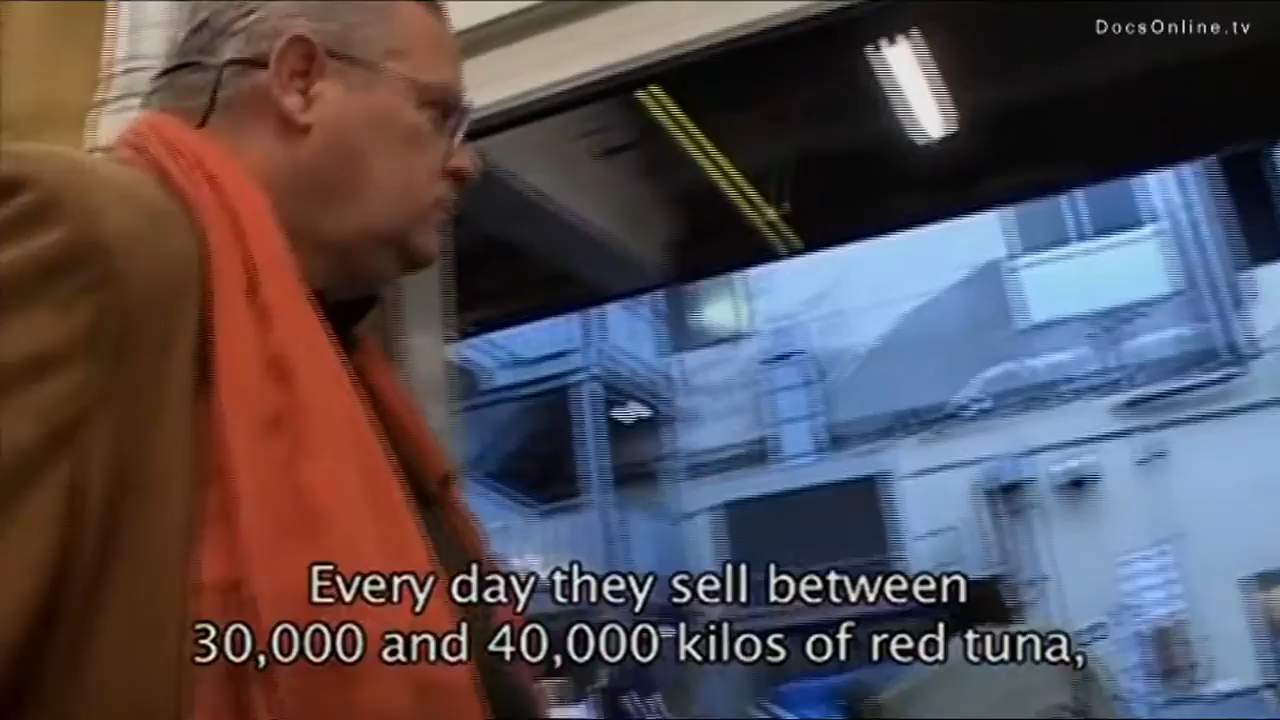 DocsOnline.tv
Every day they sell between
30,000 and 40,000 kilos of red tuna,